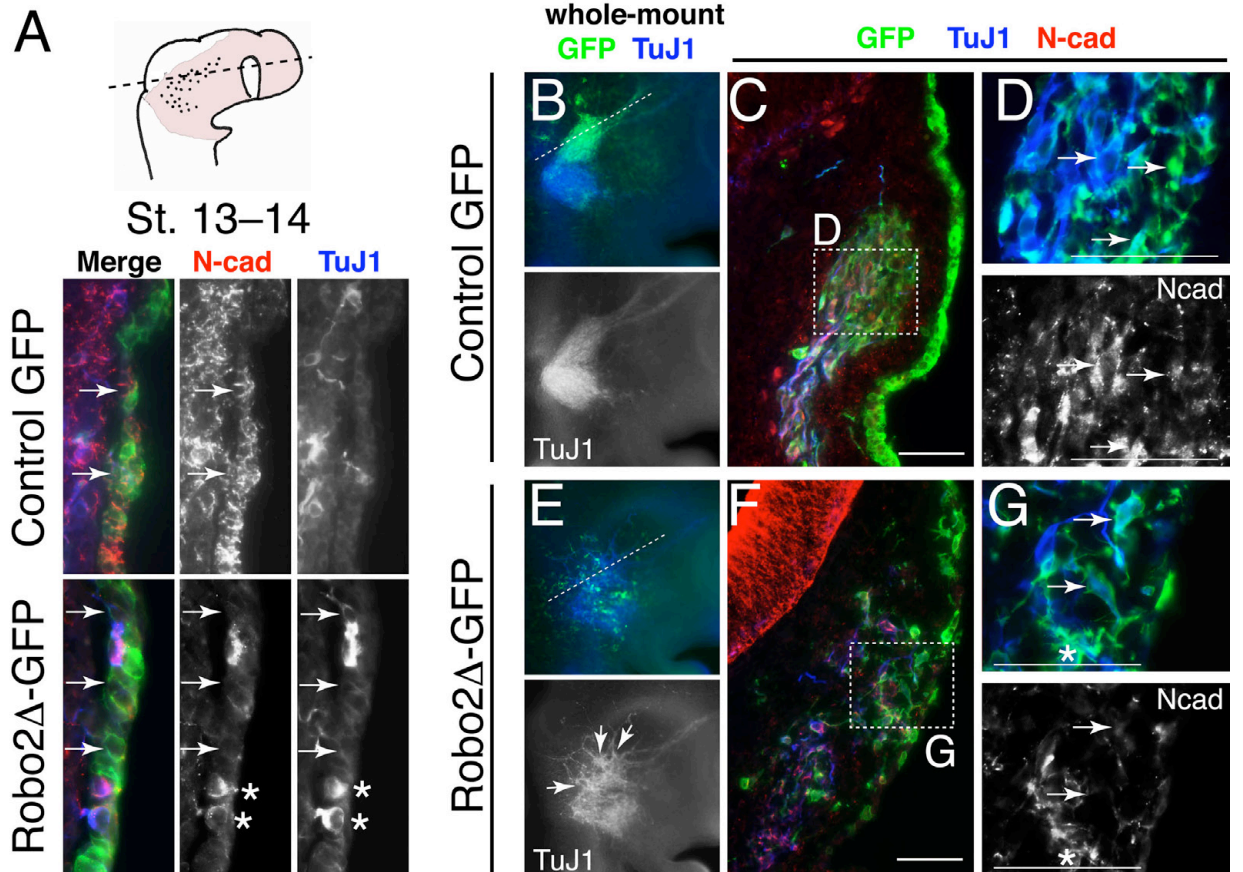 A
St. 13–14
Merge N-cad TuJ1
Control GFP
Robo2Δ-GFP
whole-mount
GFP TuJ1
GFP TuJ1 N-cad
Control GFP
B
TuJ1
C
D
D
Ncad
Robo2Δ-GFP
E
TuJ1
F
G
G
*
Ncad
*
*
*
*
*